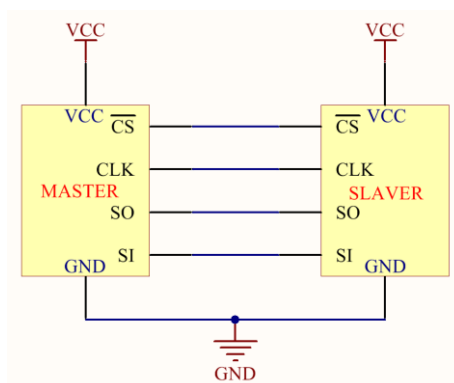 VCC VCC
VCC CS CS VCC
CLK CLK
MASTER SLAVER
SO SO
SI SI
GND GND
GND